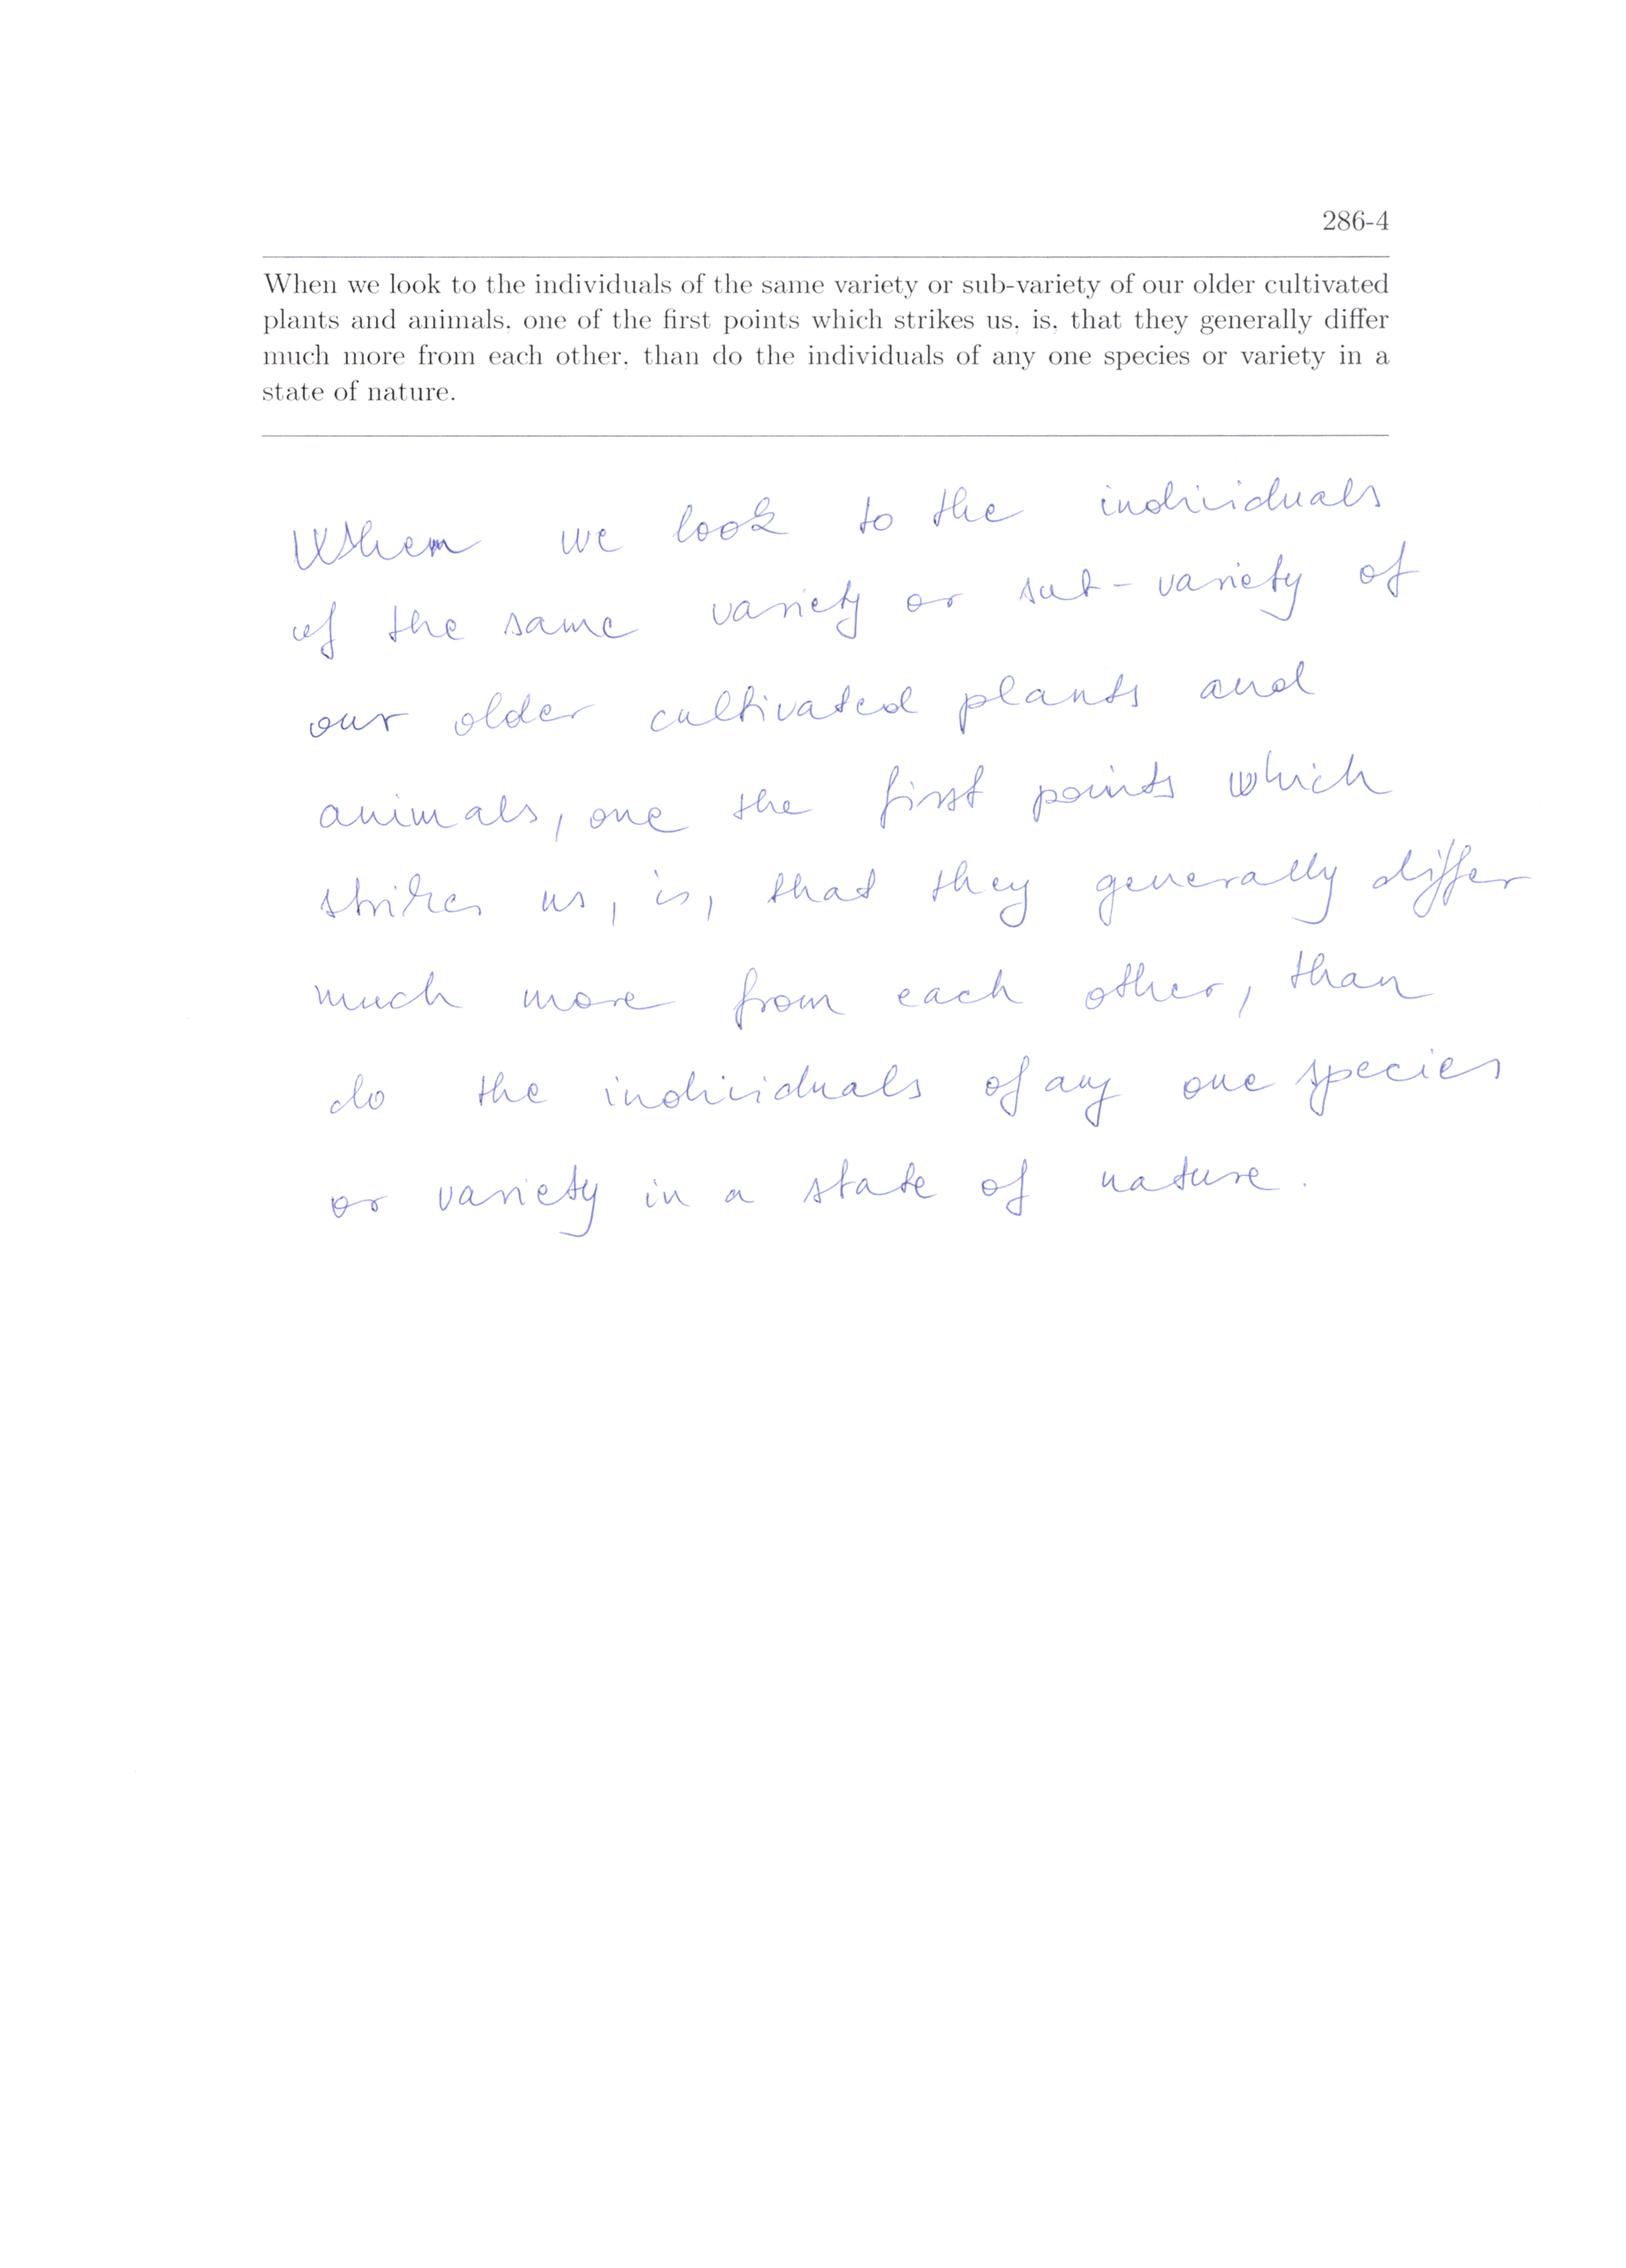 286-4
When we look to the individuals of the same variety or sub-variety of our older cultivated
plants and animals, one of the first points which strikes us, is, that they generally differ
much more from each other, than do the individuals of any one species or variety in a
state of nature.
When we look to the individuals
of the same variety or sub-variety of
our older cultivated plants and
animals, one the first points which
strikes us, is, that they generally differ
much more from each other, than
do the individuals of any one species
or variety in a state of nature.